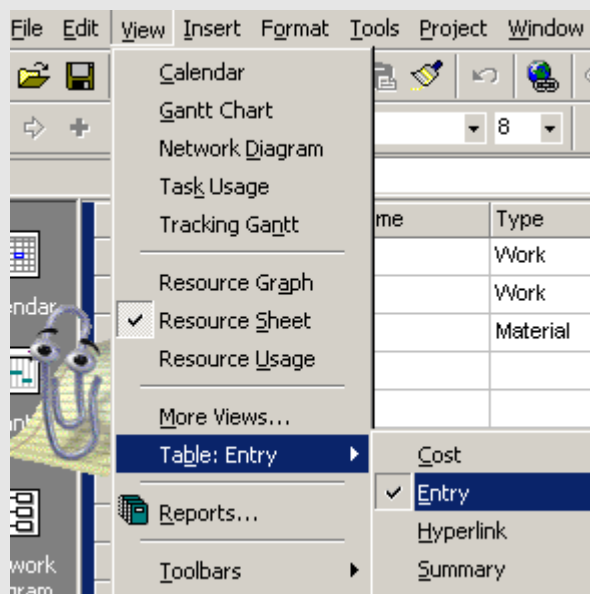 File Edit View Insert Format Tools Project Window
8
Calendar
Gantt Chart
Network Diagram
Task Usage
Tracking Gantt
Resource Graph
Resource Sheet
Resource Usage
More Views...
Table: Entry
Reports...
Toolbars
me Type
Work
Work
Material
Cost
Entry
Hyperlink
Summary
ndar
work
gram